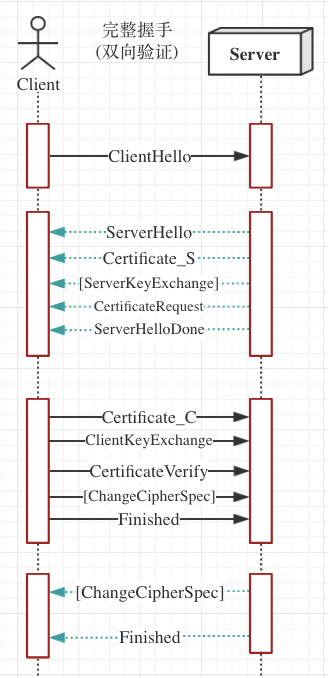 完整握手
(双向验证)
Server
Client
ClientHello
ServerHello
Certificate_S
[ServerKeyExchange]
CertificateRequest
ServerHelloDone
Certificate_C
ClientKeyExchange
CertificateVerify
[ChangeCipherSpec]
Finished
[ChangeCipherSpec]
Finished